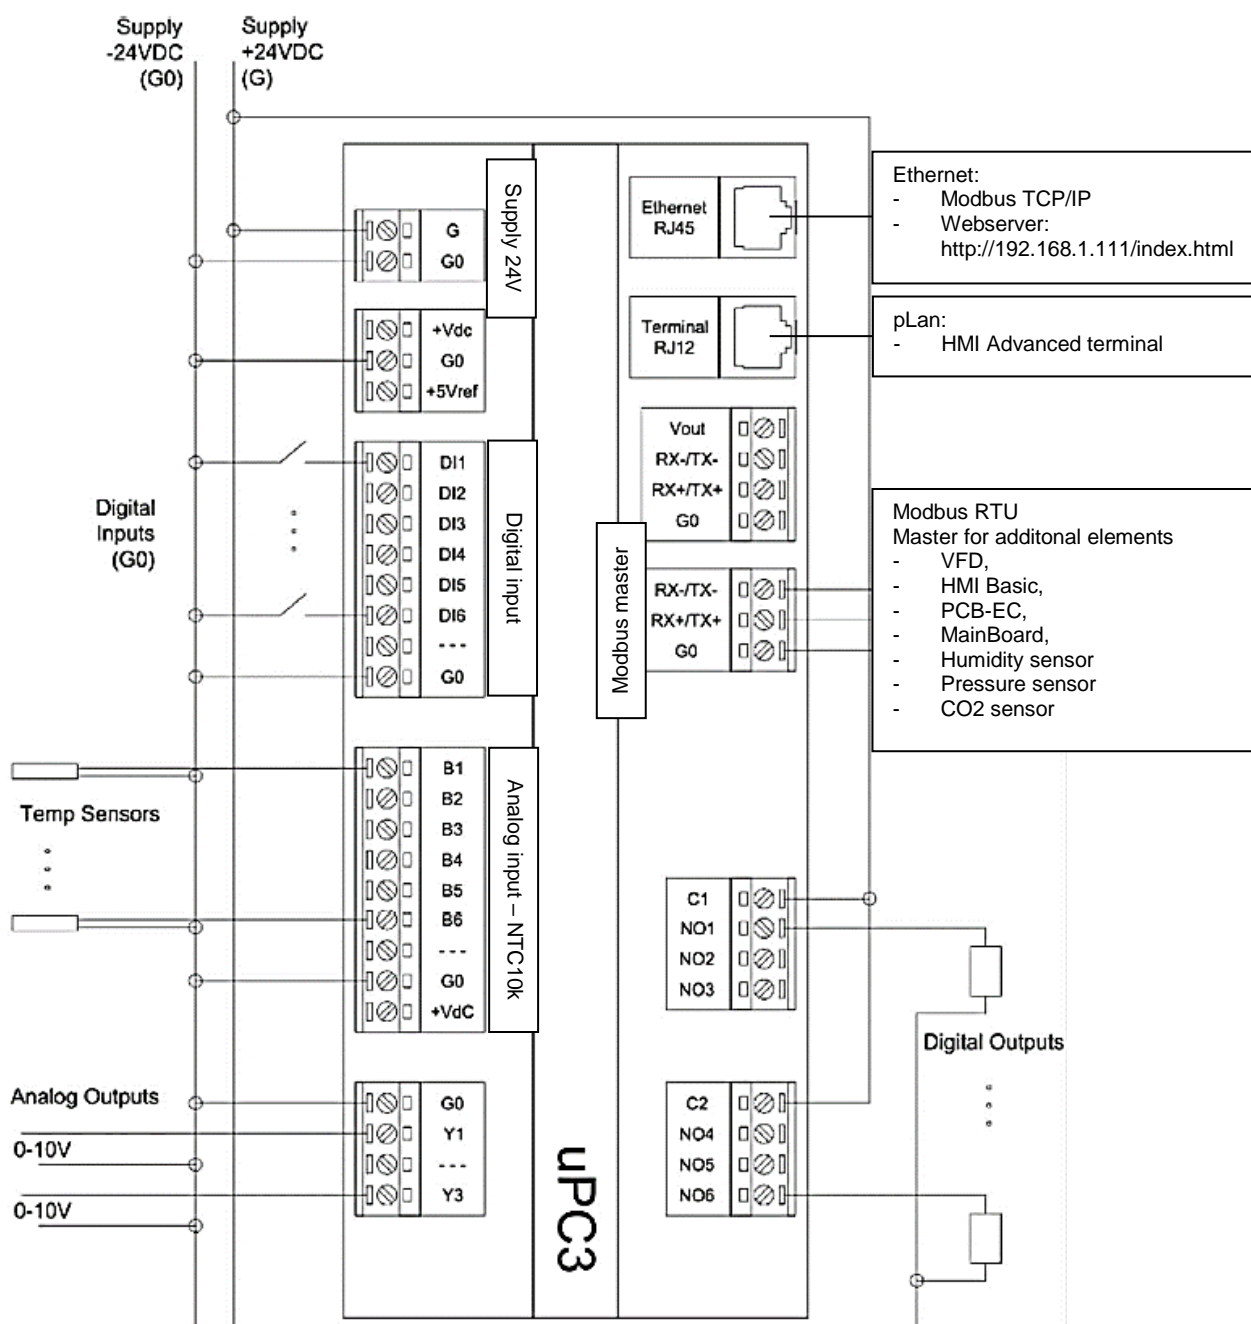 Supply
-24VDC
(G0)
Supply
+24VDC
(G)
Supply 24V
G
G0
+Vdc
G0
+5Vref
Digital
Inputs
(G0)
Digital input
DI1
DI2
DI3
DI4
DI5
DI6
---
G0
Temp Sensors
Analog input – NTC10k
B1
B2
B3
B4
B5
B6
---
G0
+VdC
Analog Outputs
0-10V
0-10V
G0
Y1
---
Y3
uPC3
Ethernet
RJ45
Ethernet:
- Modbus TCP/IP
- Webserver:
http://192.168.1.111/index.html
Terminal
RJ12
pLan:
- HMI Advanced terminal
Vout
RX-/TX-
RX+/TX+
G0
Modbus master
RX-/TX-
RX+/TX+
G0
Modbus RTU
Master for additonal elements
- VFD,
- HMI Basic,
- PCB-EC,
- MainBoard,
- Humidity sensor
- Pressure sensor
- CO2 sensor
C1
NO1
NO2
NO3
Digital Outputs
C2
NO4
NO5
NO6